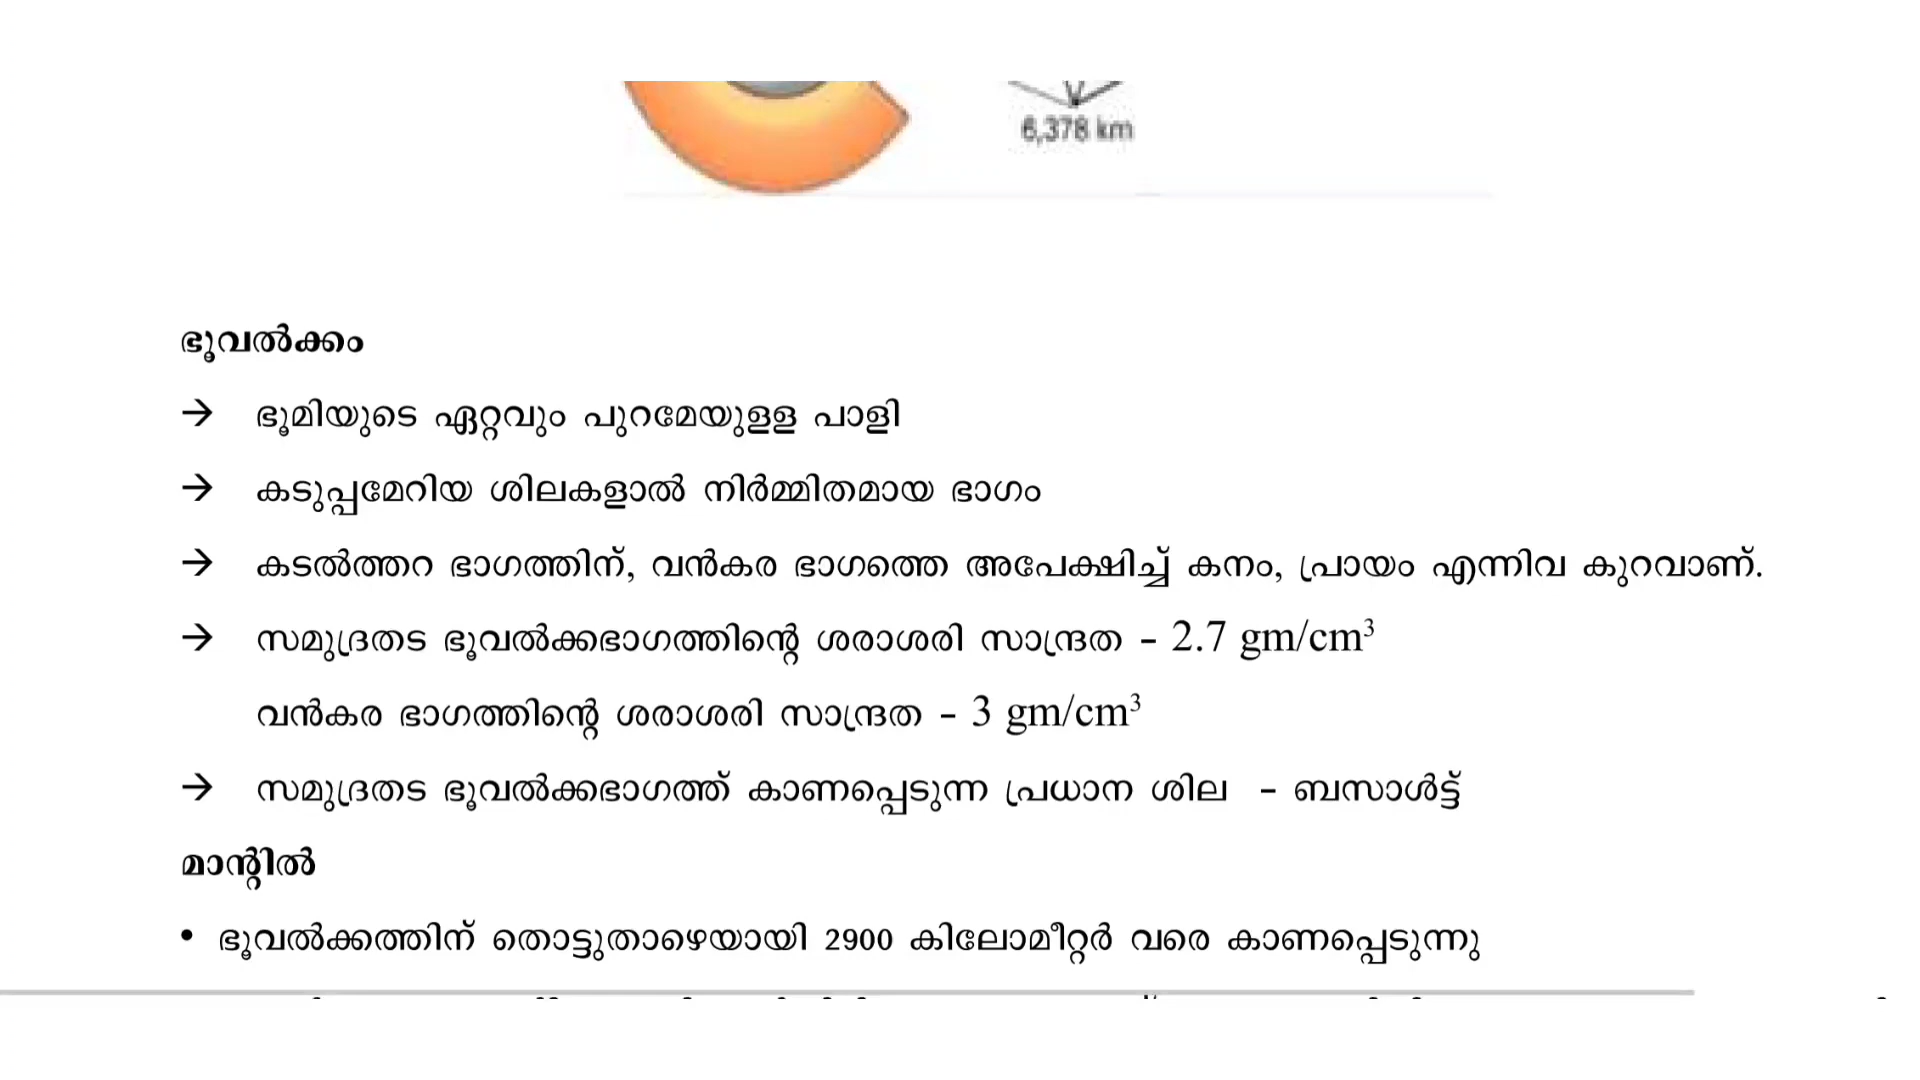 6,378 km
ഭൂവൽക്കം
→ ഭൂമിയുടെ ഏറ്റവും പുറമേയുളള പാളി
→ കടുപ്പമേറിയ ശിലകളാൽ നിർമ്മിതമായ ഭാഗം
→ കടൽത്തറ ഭാഗത്തിന്, വൻകര ഭാഗത്തെ അപേക്ഷിച്ച് കനം, പ്രായം എന്നിവ കുറവാണ്.
→ സമുദ്രതട ഭൂവൽക്കഭാഗത്തിന്റെ ശരാശരി സാന്ദ്രത - 2.7 gm/cm³
വൻകര ഭാഗത്തിന്റെ ശരാശരി സാന്ദ്രത - 3 gm/cm³
→ സമുദ്രതട ഭൂവൽക്കഭാഗത്ത് കാണപ്പെടുന്ന പ്രധാന ശില - ബസാൾട്ട്
മാന്റിൽ
• ഭൂവൽക്കത്തിന് തൊട്ടുതാഴെയായി 2900 കിലോമീറ്റർ വരെ കാണപ്പെടുന്നു